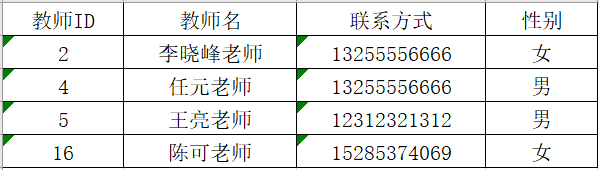 教师ID 教师名 联系方式 性别
2 李晓峰老师 13255556666 女
4 任元老师 13255556666 男
5 王亮老师 12312321312 男
16 陈可老师 15285374069 女